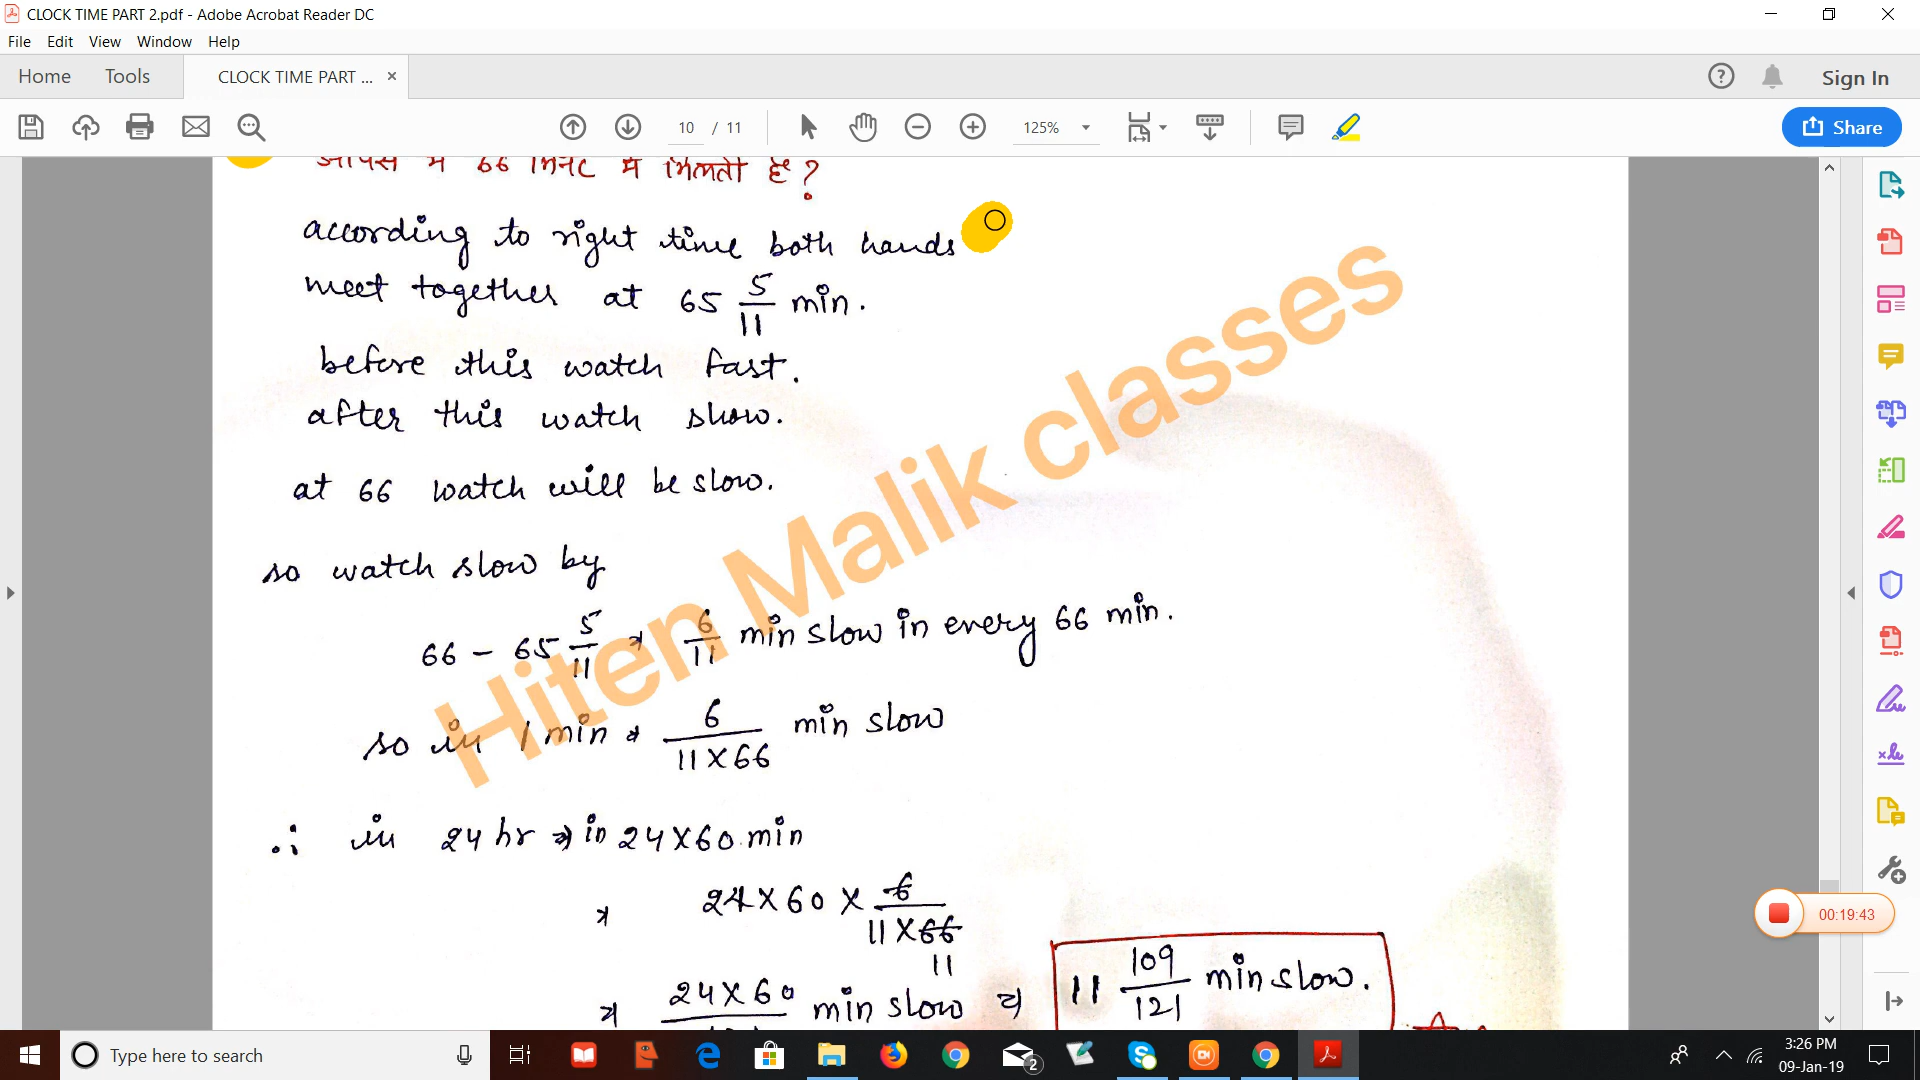 CLOCK TIME PART 2.pdf - Adobe Acrobat Reader DC
File Edit View Window Help
Home Tools CLOCK TIME PART ... × ? Sign In
10 / 11 125% Share
आपस में 66 मिनट में मिलती है?
according to right time both hands
meet together at 65 5/11 min.
before this watch fast.
after this watch slow.
at 66 watch will be slow.
so watch slow by
66 - 65 5/11 ⇒ 6/11 min slow in every 66 min.
so in 1 min ⇒ 6/11×66 min slow
∴ in 24 hr ⇒ in 24×60 min
⇒ 24×60× 6/11×66
11
⇒ 24×60 min slow ⇒ 11 109/121 min slow.
Hiten Malik classes
00:19:43
Type here to search
2
3:26 PM
09-Jan-19